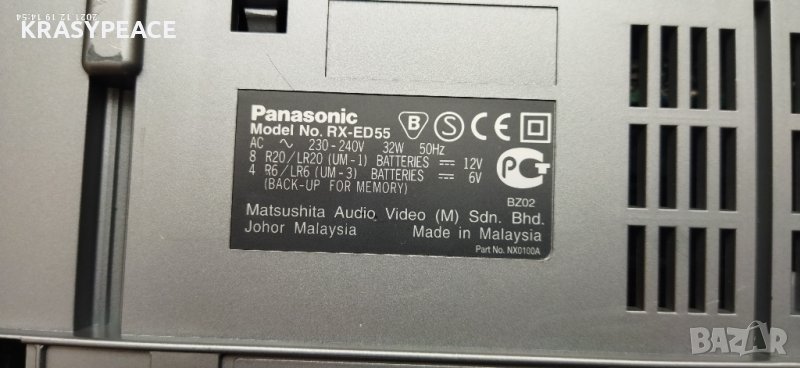 2021.12.19 14:54
KRASYPEACE
Panasonic
Model No. RX-ED55
AC ∿ 230-240V 32W 50Hz
8 R20/LR20 (UM-1) BATTERIES ⎓ 12V
4 R6/LR6 (UM-3) BATTERIES ⎓ 6V
(BACK-UP FOR MEMORY)
B S CE
PC
BZ02
Matsushita Audio Video (M) Sdn. Bhd.
Johor Malaysia Made in Malaysia
Part No. NX0100A
BAZAR